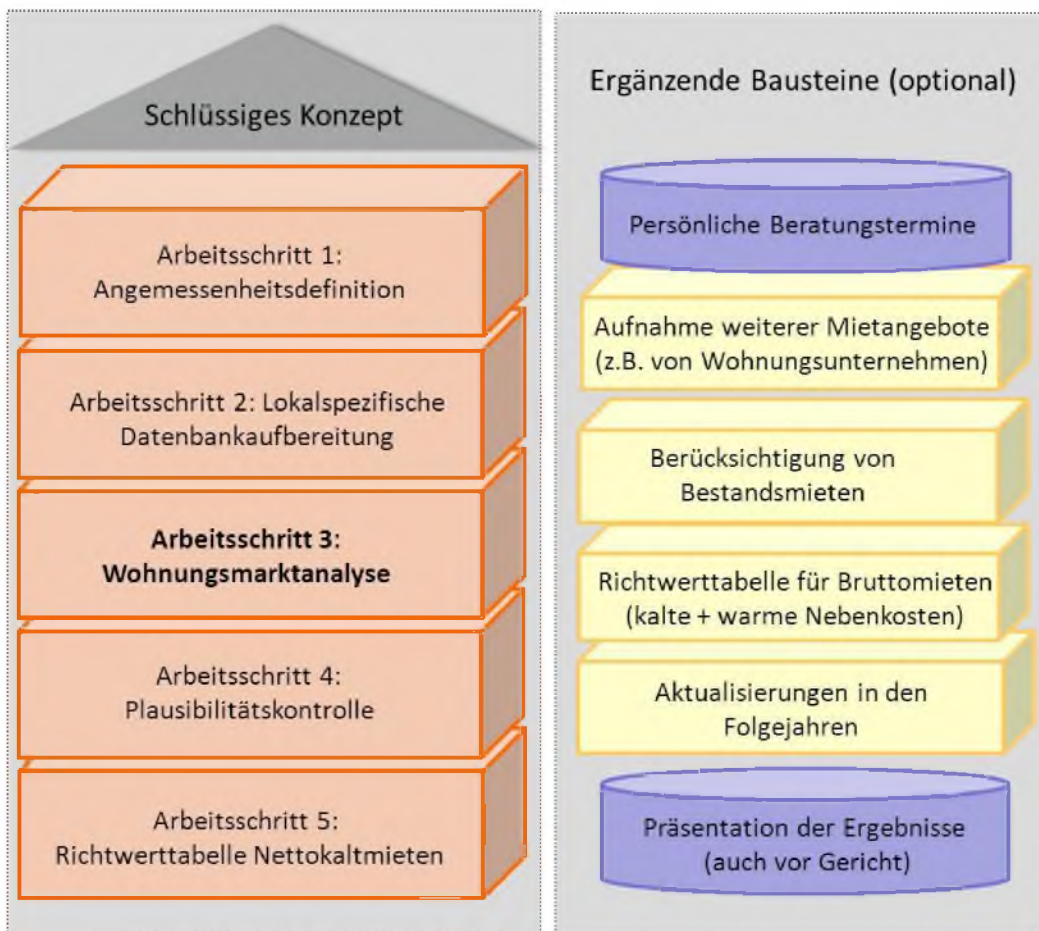 Schlüssiges Konzept
Arbeitsschritt 1:
Angemessenheitsdefinition
Arbeitsschritt 2: Lokalspezifische
Datenbankaufbereitung
Arbeitsschritt 3:
Wohnungsmarktanalyse
Arbeitsschritt 4:
Plausibilitätskontrolle
Arbeitsschritt 5:
Richtwerttabelle Nettokaltmieten
Ergänzende Bausteine (optional)
Persönliche Beratungstermine
Aufnahme weiterer Mietangebote
(z.B. von Wohnungsunternehmen)
Berücksichtigung von
Bestandsmieten
Richtwerttabelle für Bruttomieten
(kalte + warme Nebenkosten)
Aktualisierungen in den
Folgejahren
Präsentation der Ergebnisse
(auch vor Gericht)